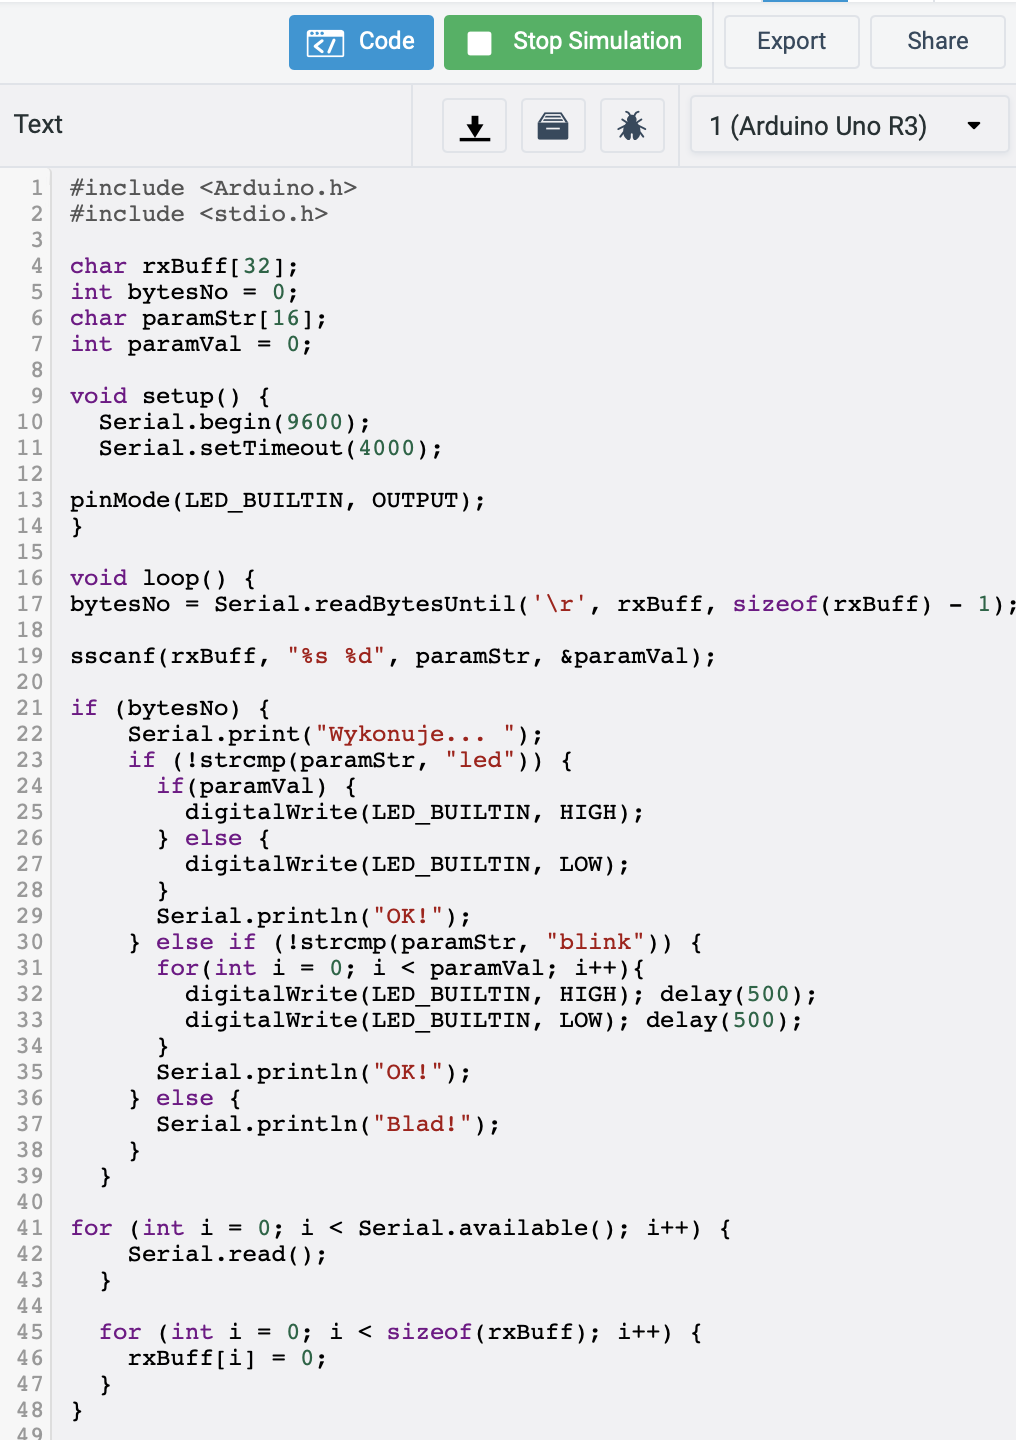 Code
Stop Simulation
Export
Share
Text
1 (Arduino Uno R3)
1 #include <Arduino.h>
2 #include <stdio.h>
3
4 char rxBuff[32];
5 int bytesNo = 0;
6 char paramStr[16];
7 int paramVal = 0;
8
9 void setup() {
10   Serial.begin(9600);
11   Serial.setTimeout(4000);
12
13 pinMode(LED_BUILTIN, OUTPUT);
14 }
15
16 void loop() {
17 bytesNo = Serial.readBytesUntil('\r', rxBuff, sizeof(rxBuff) - 1);
18
19 sscanf(rxBuff, "%s %d", paramStr, &paramVal);
20
21 if (bytesNo) {
22     Serial.print("Wykonuje... ");
23     if (!strcmp(paramStr, "led")) {
24       if(paramVal) {
25         digitalWrite(LED_BUILTIN, HIGH);
26       } else {
27         digitalWrite(LED_BUILTIN, LOW);
28       }
29       Serial.println("OK!");
30     } else if (!strcmp(paramStr, "blink")) {
31       for(int i = 0; i < paramVal; i++){
32         digitalWrite(LED_BUILTIN, HIGH); delay(500);
33         digitalWrite(LED_BUILTIN, LOW); delay(500);
34       }
35       Serial.println("OK!");
36     } else {
37       Serial.println("Blad!");
38     }
39   }
40
41 for (int i = 0; i < Serial.available(); i++) {
42     Serial.read();
43   }
44
45   for (int i = 0; i < sizeof(rxBuff); i++) {
46     rxBuff[i] = 0;
47   }
48 }
49